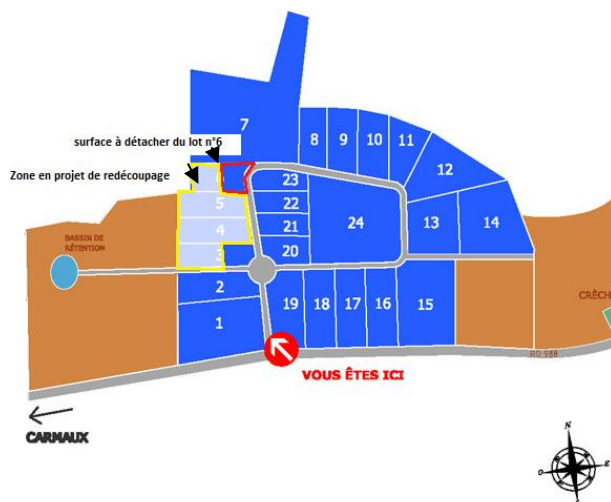 7
surface à détacher du lot n°6
8 9 10 11
12
Zone en projet de redécoupage
6
23
5
22
24
13 14
4
21
3
20
BASSIN DE
RÉTENTION
2
19 18 17 16 15
1
CRÈCH
RD 988
VOUS ÊTES ICI
CARMAUX
N
O E